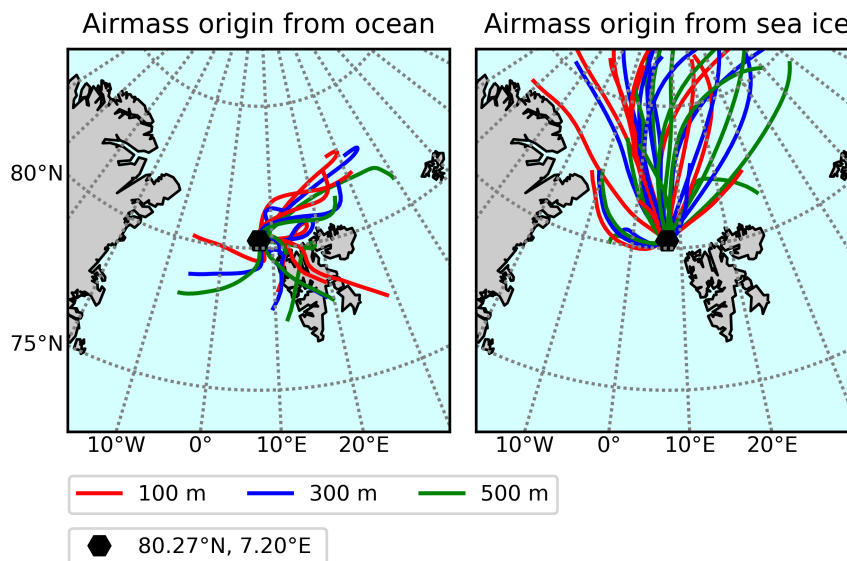 Airmass origin from ocean
Airmass origin from sea ice
80°N
75°N
10°W 0° 10°E 20°E
10°W 0° 10°E 20°E
100 m 300 m 500 m
80.27°N, 7.20°E